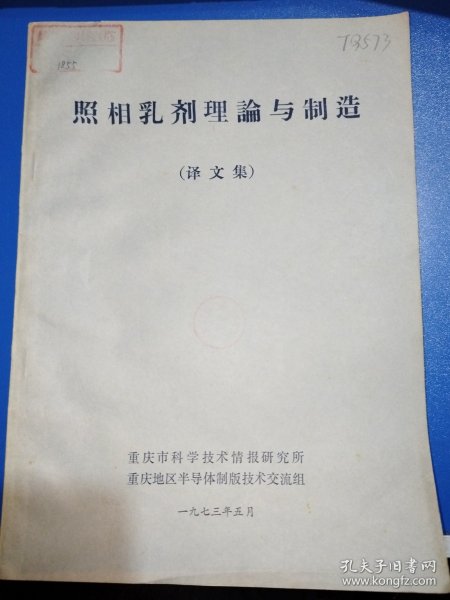 1855
TB573
照相乳剂理論与制造
(译文集)
重庆市科学技术情报研究所
重庆地区半导体制版技术交流组
一九七三年五月
孔夫子旧书网
www.kongfz.com